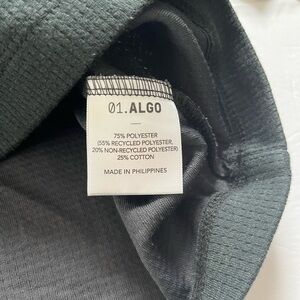 01.ALGO
75% POLYESTER
(55% RECYCLED POLYESTER,
20% NON-RECYCLED POLYESTER)
25% COTTON
MADE IN PHILIPPINES